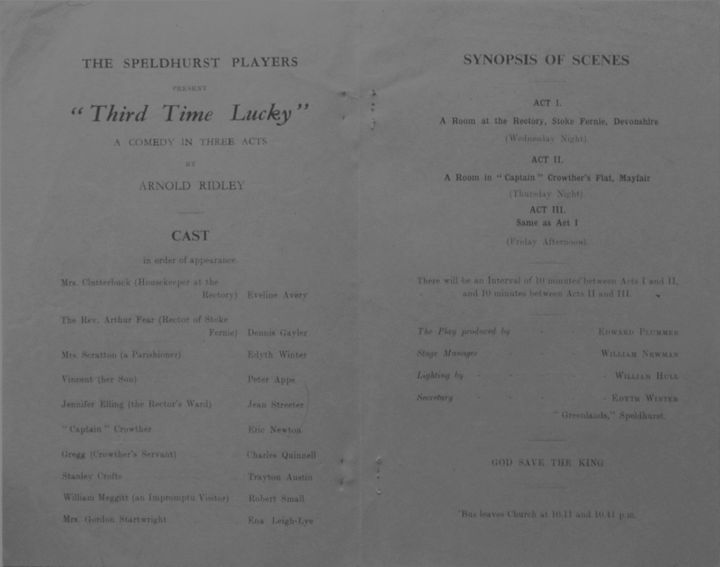 THE SPELDHURST PLAYERS
PRESENT
"Third Time Lucky"
A COMEDY IN THREE ACTS
BY
ARNOLD RIDLEY
CAST
in order of appearance.
Mrs. Clutterbuck (Housekeeper at the
Rectory) Eveline Avery
The Rev. Arthur Fear (Rector of Stoke
Fernie) Dennis Gayler
Mrs. Scratton (a Parishioner) Edyth Winter
Vincent (her Son) Peter Apps
Jennifer Elling (the Rector's Ward) Jean Streeter
"Captain" Crowther Eric Newton
Gregg (Crowther's Servant) Charles Quinnell
Stanley Crofts Trayton Austin
William Meggitt (an Impromptu Visitor) Robert Small
Mrs. Gordon Startwright Ena Leigh-Lye
SYNOPSIS OF SCENES
ACT I.
A Room at the Rectory, Stoke Fernie, Devonshire
(Wednesday Night).
ACT II.
A Room in "Captain" Crowther's Flat, Mayfair
(Thursday Night).
ACT III.
Same as Act I
(Friday Afternoon).
There will be an Interval of 10 minutes between Acts I and II,
and 10 minutes between Acts II and III.
The Play produced by - - EDWARD PLUMMER
Stage Manager - - - WILLIAM NEWMAN
Lighting by - - - - - WILLIAM HULL
Secretary - - - - EDYTH WINTER
"Greenlands," Speldhurst.
GOD SAVE THE KING
'Bus leaves Church at 10.11 and 10.41 p.m.